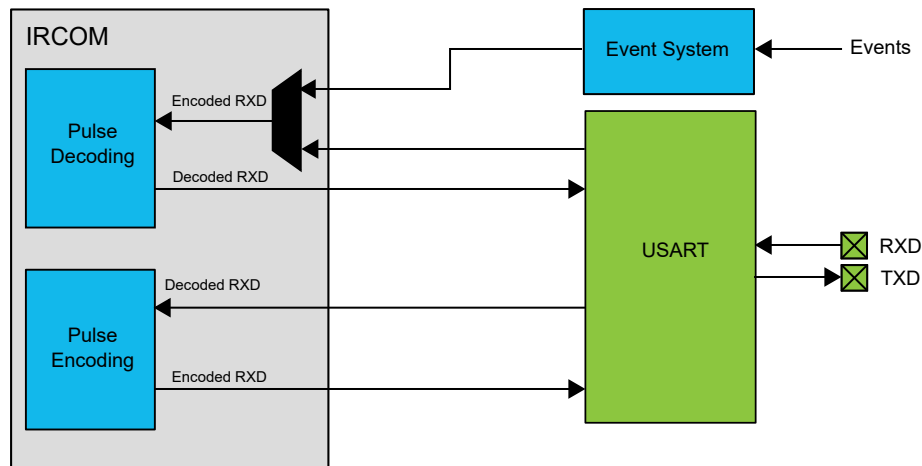 IRCOM
Event System
Events
Encoded RXD
Pulse
Decoding
Decoded RXD
USART
RXD
TXD
Decoded RXD
Pulse
Encoding
Encoded RXD